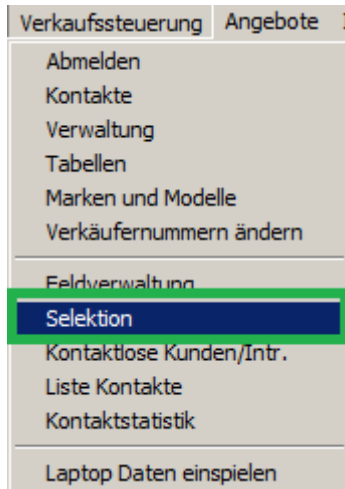 Verkaufssteuerung Angebote
Abmelden
Kontakte
Verwaltung
Tabellen
Marken und Modelle
Verkäufernummern ändern
Feldverwaltung
Selektion
Kontaktlose Kunden/Intr.
Liste Kontakte
Kontaktstatistik
Laptop Daten einspielen